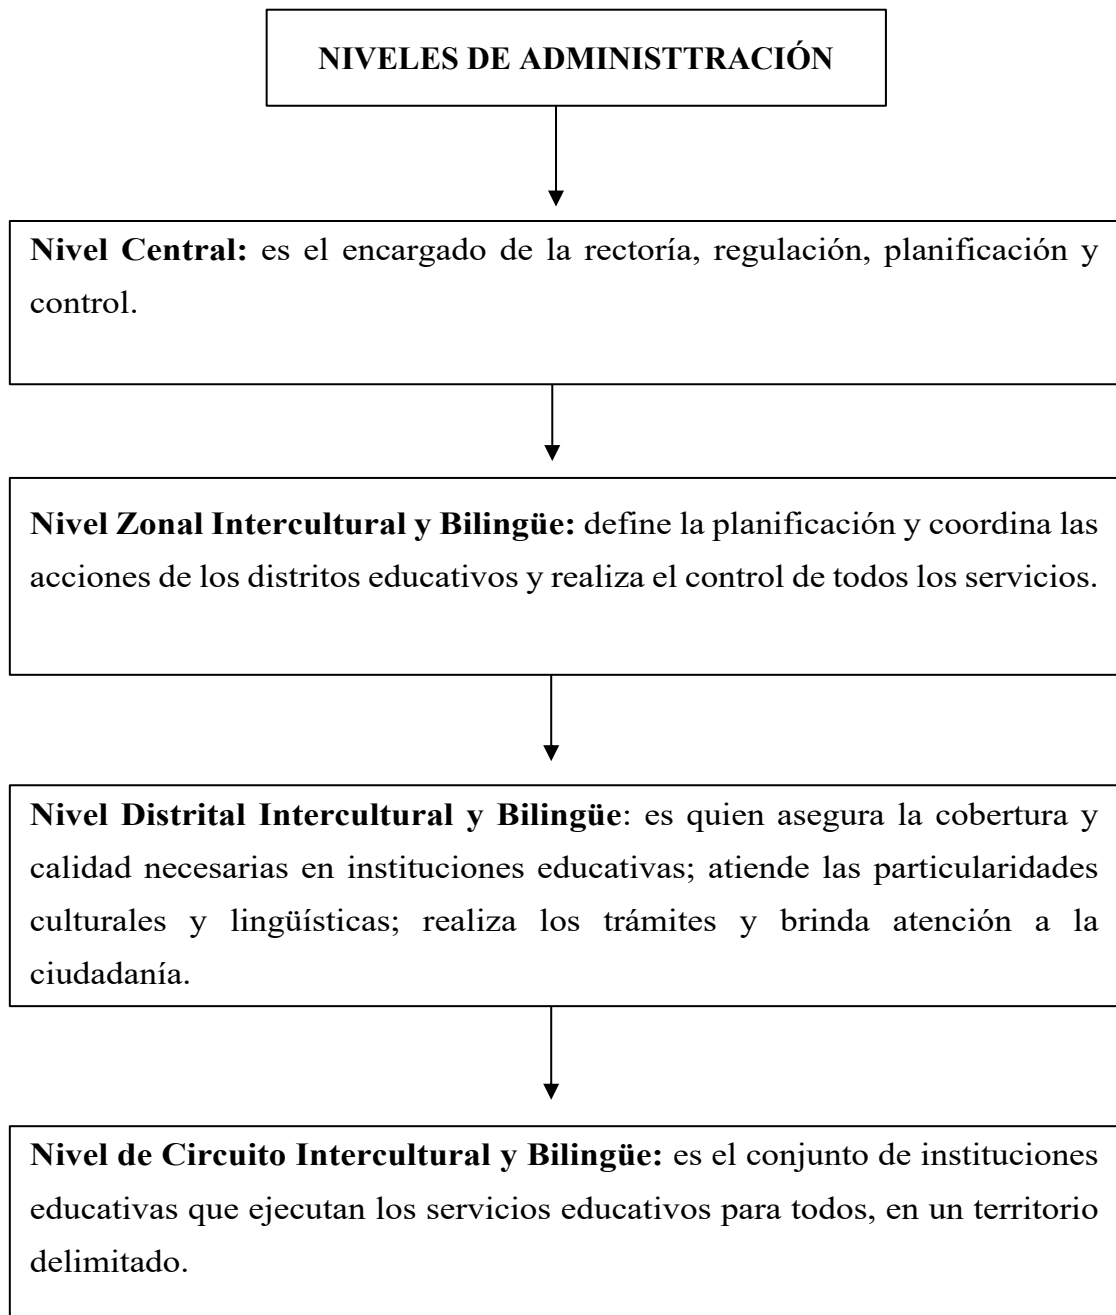 NIVELES DE ADMINISTTRACIÓN
Nivel Central: es el encargado de la rectoría, regulación, planificación y
control.
Nivel Zonal Intercultural y Bilingüe: define la planificación y coordina las
acciones de los distritos educativos y realiza el control de todos los servicios.
Nivel Distrital Intercultural y Bilingüe: es quien asegura la cobertura y
calidad necesarias en instituciones educativas; atiende las particularidades
culturales y lingüísticas; realiza los trámites y brinda atención a la
ciudadanía.
Nivel de Circuito Intercultural y Bilingüe: es el conjunto de instituciones
educativas que ejecutan los servicios educativos para todos, en un territorio
delimitado.